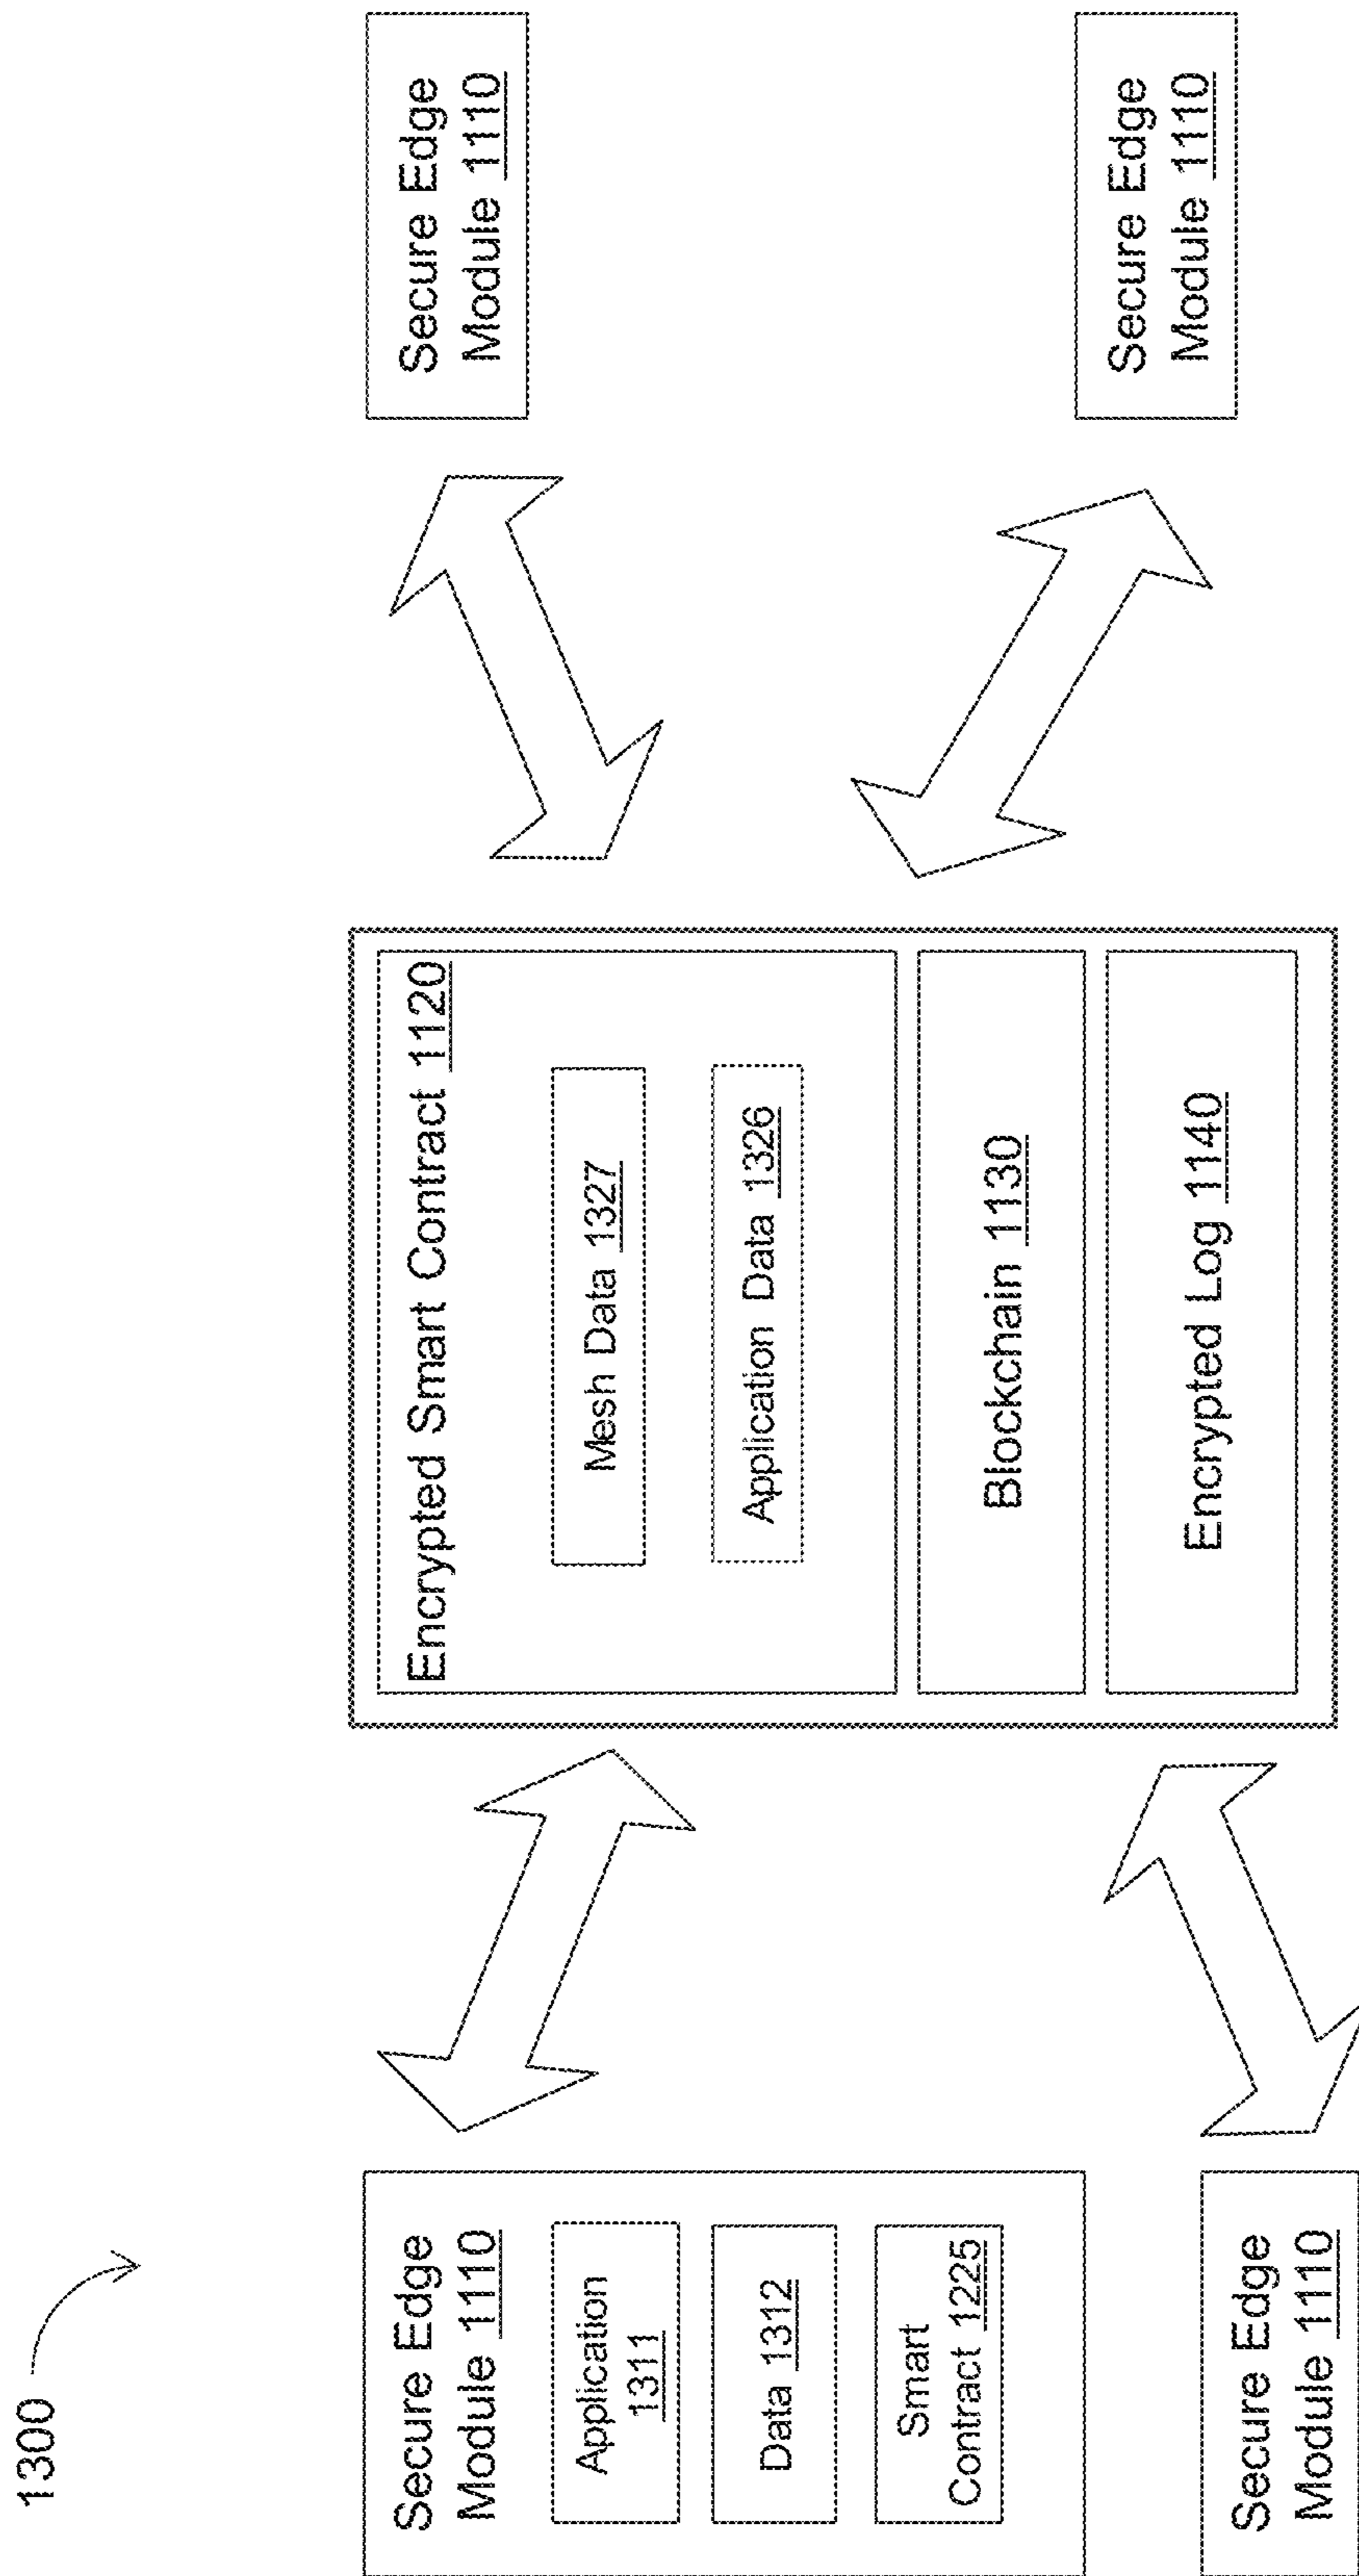 1300
Secure Edge
Module 1110
Application
1311
Data 1312
Smart
Contract 1225
Secure Edge
Module 1110
Encrypted Smart Contract 1120
Mesh Data 1327
Application Data 1326
Blockchain 1130
Encrypted Log 1140
Secure Edge
Module 1110
Secure Edge
Module 1110